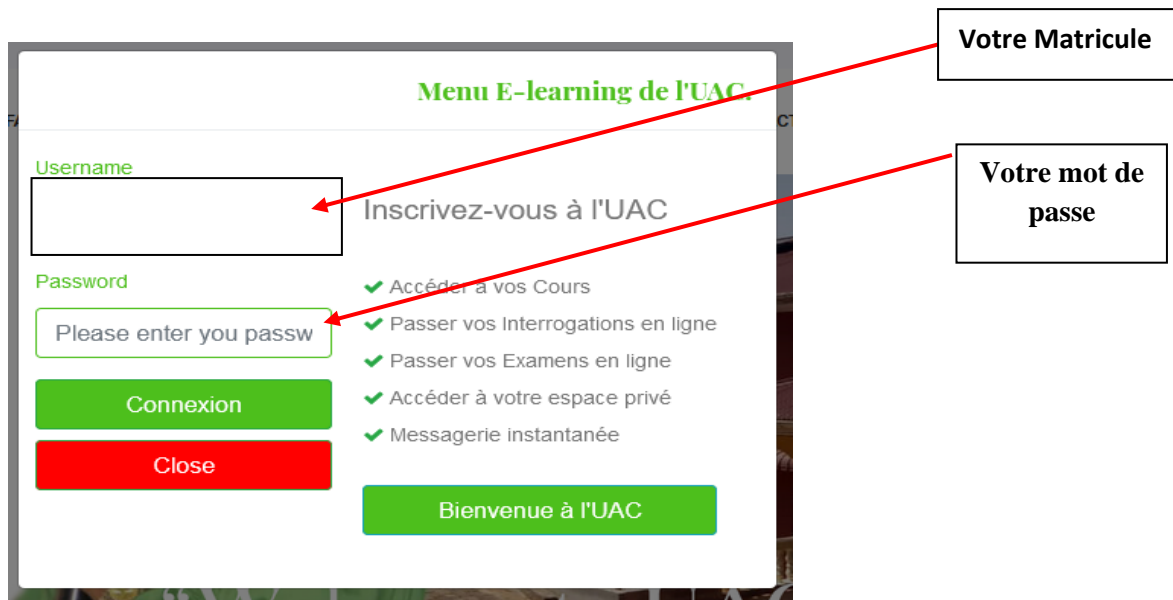 Votre Matricule
Menu E-learning de l'UAC.
Username
Inscrivez-vous à l'UAC
Votre mot de
passe
Password
Please enter you passw
Accéder à vos Cours
Passer vos Interrogations en ligne
Passer vos Examens en ligne
Accéder à votre espace privé
Messagerie instantanée
Connexion
Close
Bienvenue à l'UAC